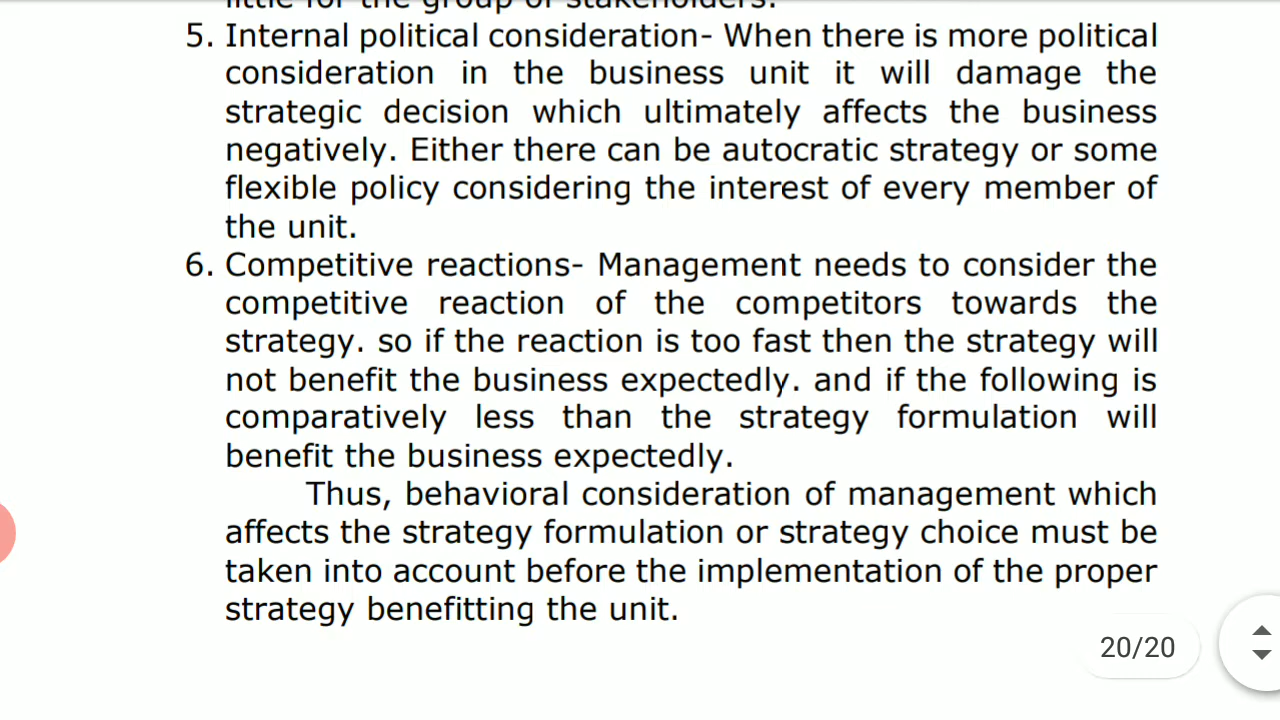 little for the group of stakeholders.
5. Internal political consideration- When there is more political
consideration in the business unit it will damage the
strategic decision which ultimately affects the business
negatively. Either there can be autocratic strategy or some
flexible policy considering the interest of every member of
the unit.
6. Competitive reactions- Management needs to consider the
competitive reaction of the competitors towards the
strategy. so if the reaction is too fast then the strategy will
not benefit the business expectedly. and if the following is
comparatively less than the strategy formulation will
benefit the business expectedly.
Thus, behavioral consideration of management which
affects the strategy formulation or strategy choice must be
taken into account before the implementation of the proper
strategy benefitting the unit.
20/20